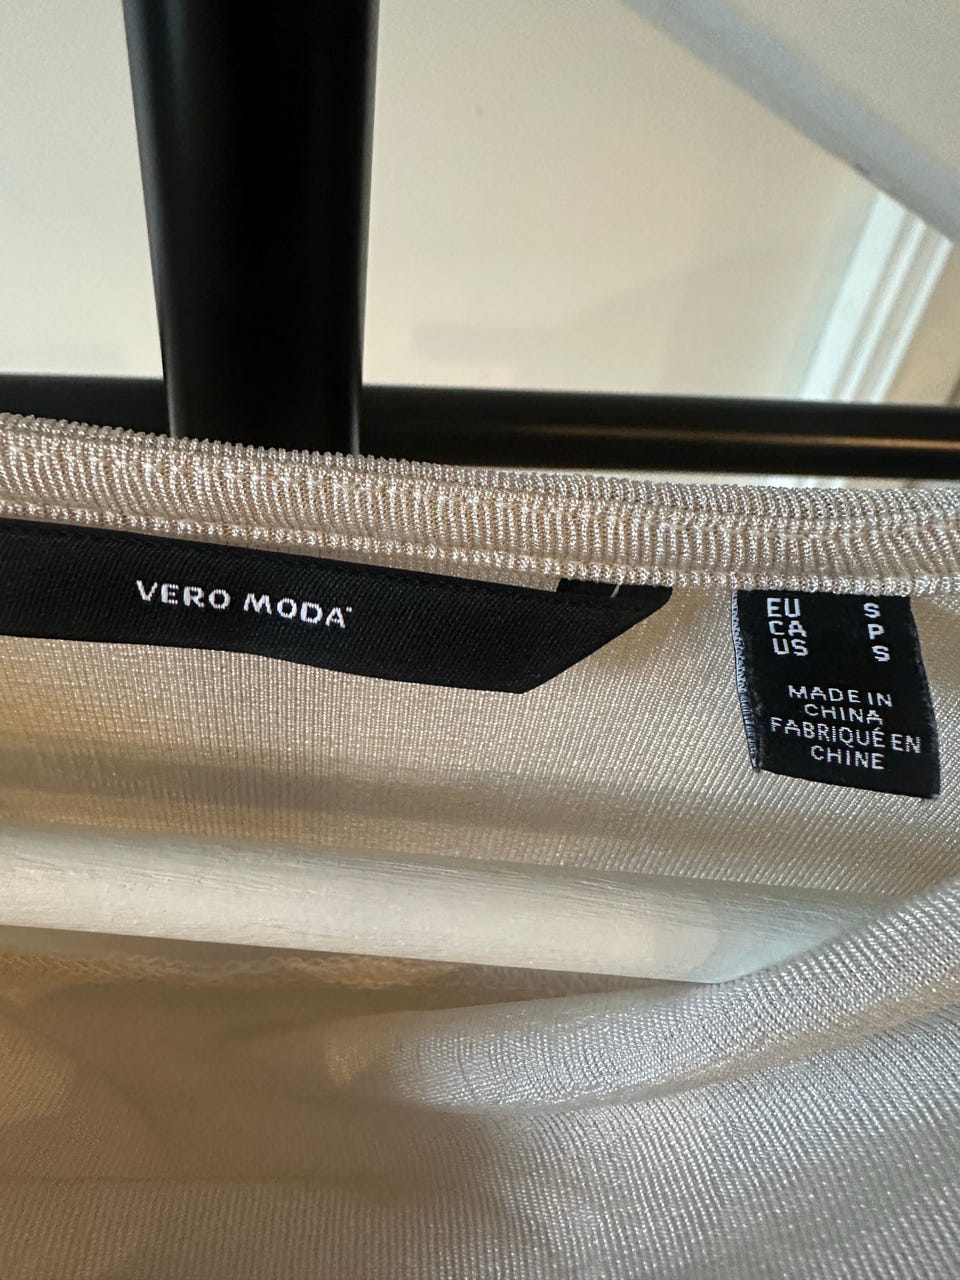 VERO MODA
EU S
CA P
US S
MADE IN
CHINA
FABRIQUÉ EN
CHINE